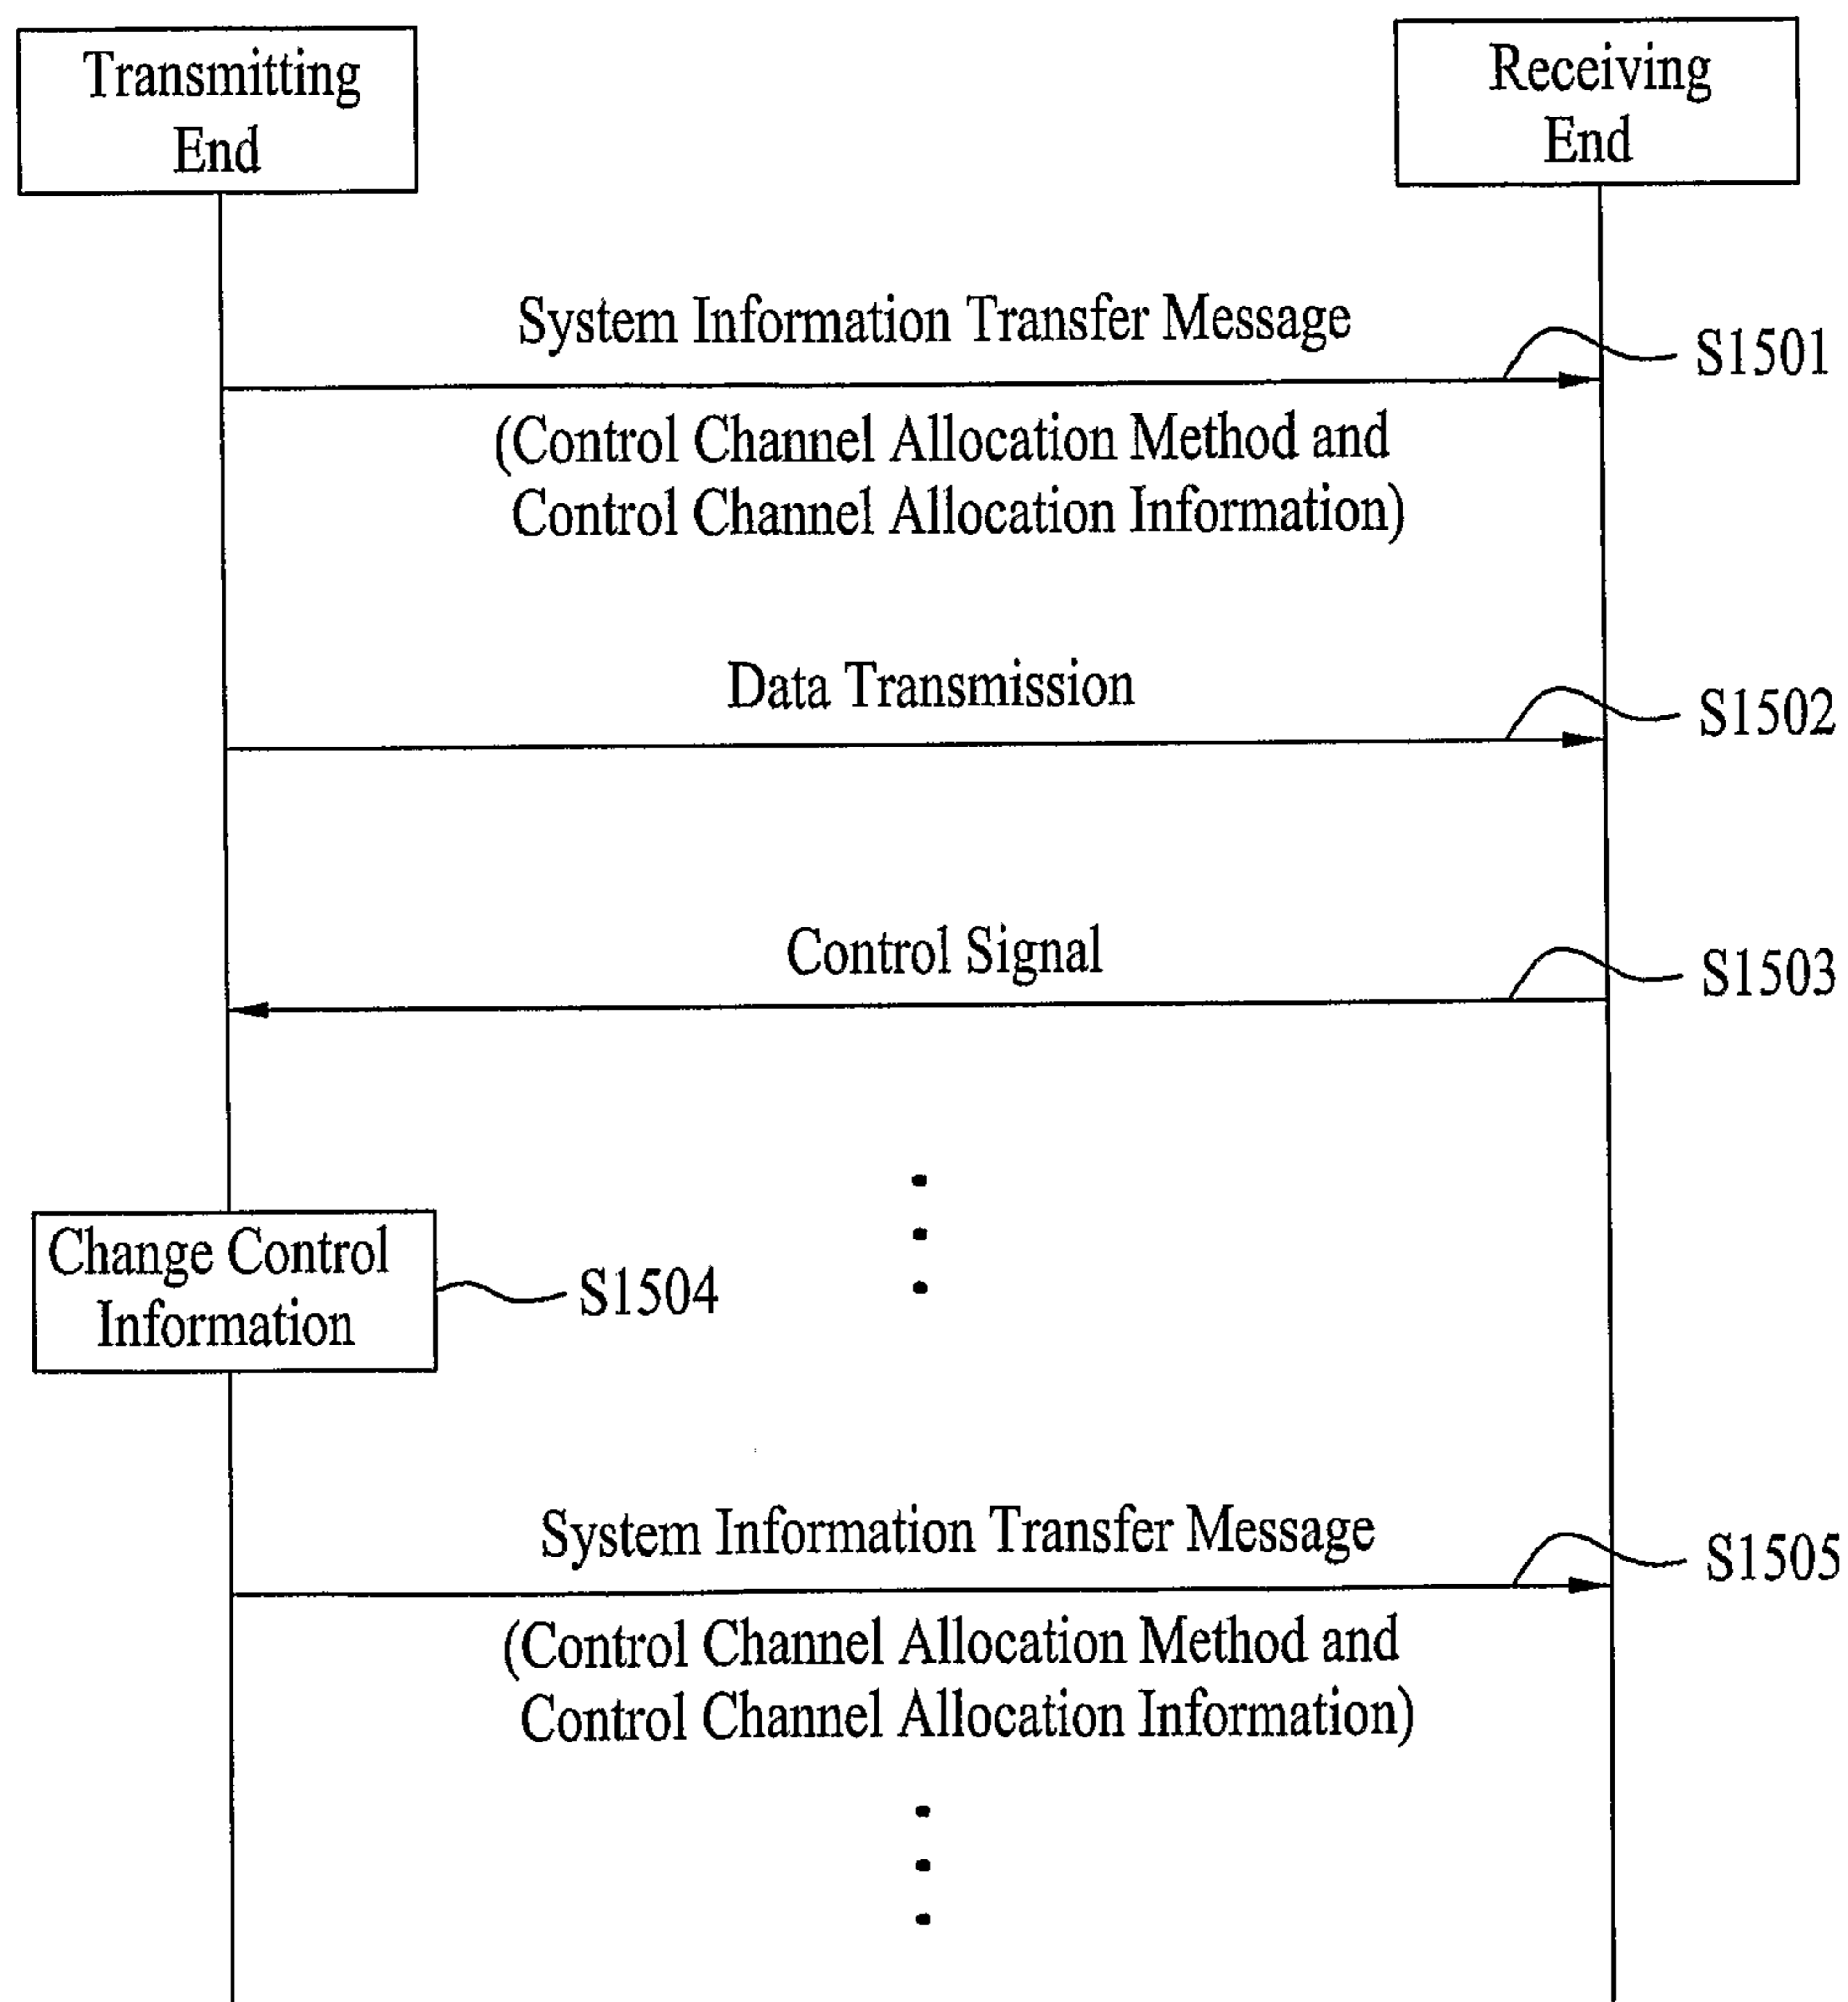 Transmitting
End
Receiving
End
System Information Transfer Message
S1501
(Control Channel Allocation Method and
Control Channel Allocation Information)
Data Transmission
S1502
Control Signal
S1503
Change Control
Information
S1504
System Information Transfer Message
S1505
(Control Channel Allocation Method and
Control Channel Allocation Information)